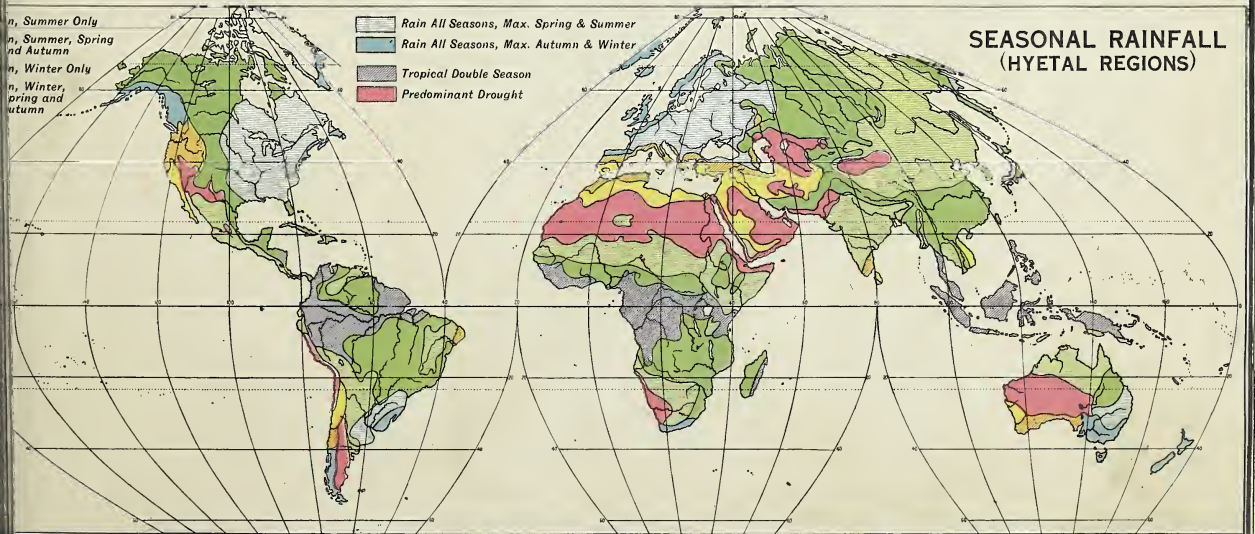 n, Summer Only
n, Summer, Spring
nd Autumn
n, Winter Only
n, Winter,
pring and
utumn
Rain All Seasons, Max. Spring & Summer
Rain All Seasons, Max. Autumn & Winter
Tropical Double Season
Predominant Drought
SEASONAL RAINFALL
(HYETAL REGIONS)